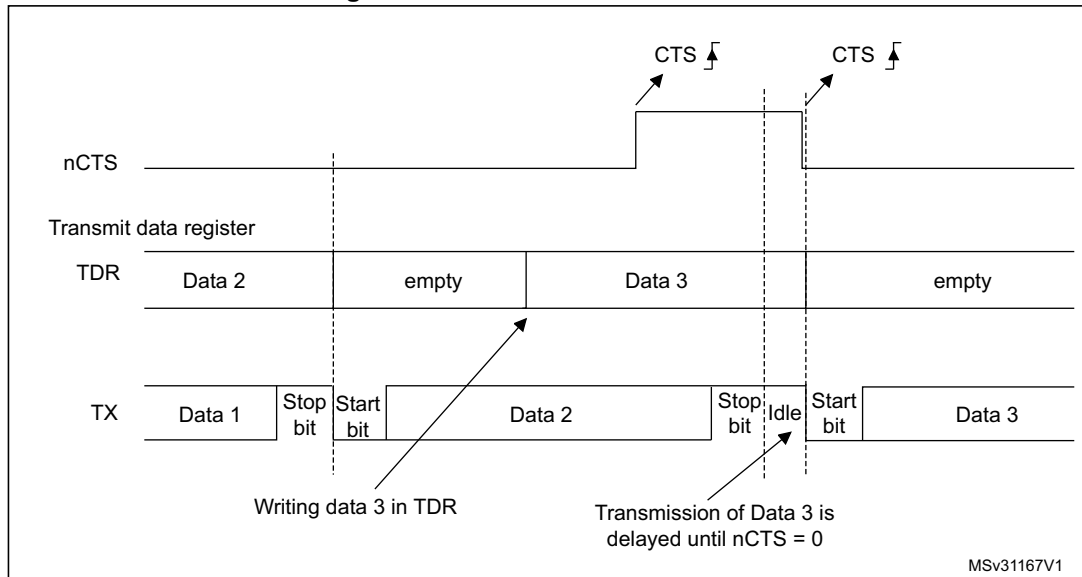 CTS CTS
nCTS
Transmit data register
TDR Data 2 empty Data 3 empty
TX Data 1 Stop bit Start bit Data 2 Stop bit Idle Start bit Data 3
Writing data 3 in TDR
Transmission of Data 3 is
delayed until nCTS = 0
MSv31167V1